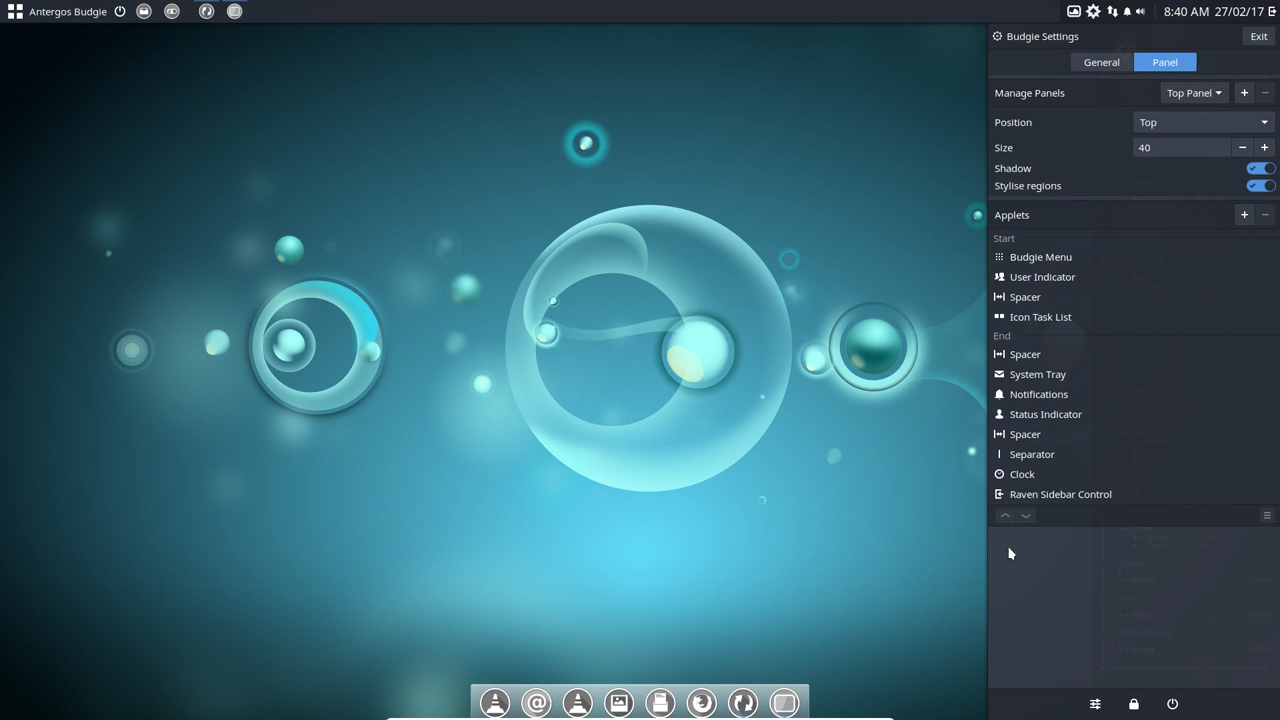 Antergos Budgie
8:40 AM 27/02/17
Budgie Settings
Exit
General
Panel
Manage Panels
Top Panel
Position
Top
Size
40
Shadow
Stylise regions
Applets
Start
Budgie Menu
User Indicator
Spacer
Icon Task List
End
Spacer
System Tray
Notifications
Status Indicator
Spacer
Separator
Clock
Raven Sidebar Control